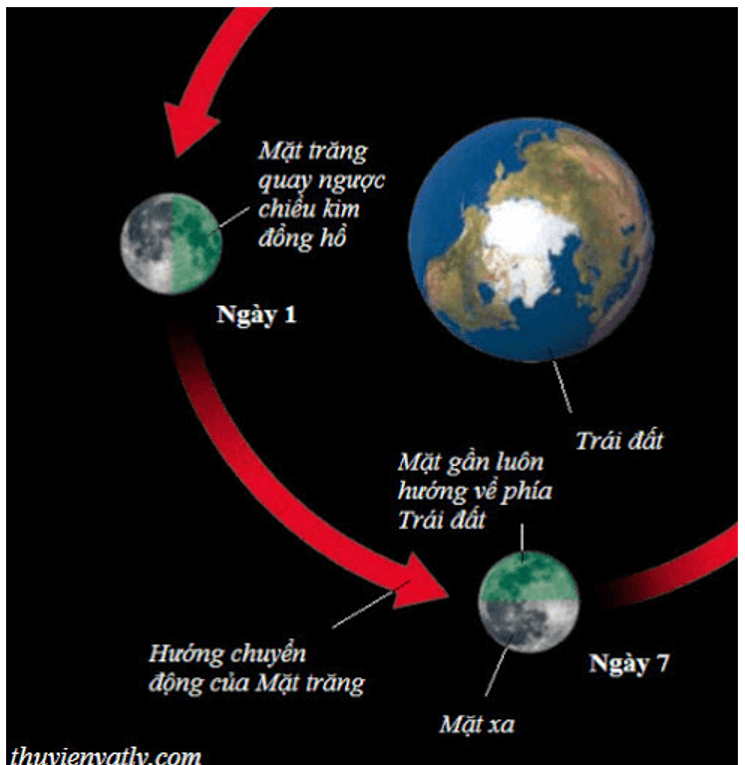 Mặt trăng
quay ngược
chiều kim
đồng hồ
Ngày 1
Trái đất
Mặt gần luôn
hướng về phía
Trái đất
Hướng chuyển
động của Mặt trăng
Ngày 7
Mặt xa
thuvienvatly.com